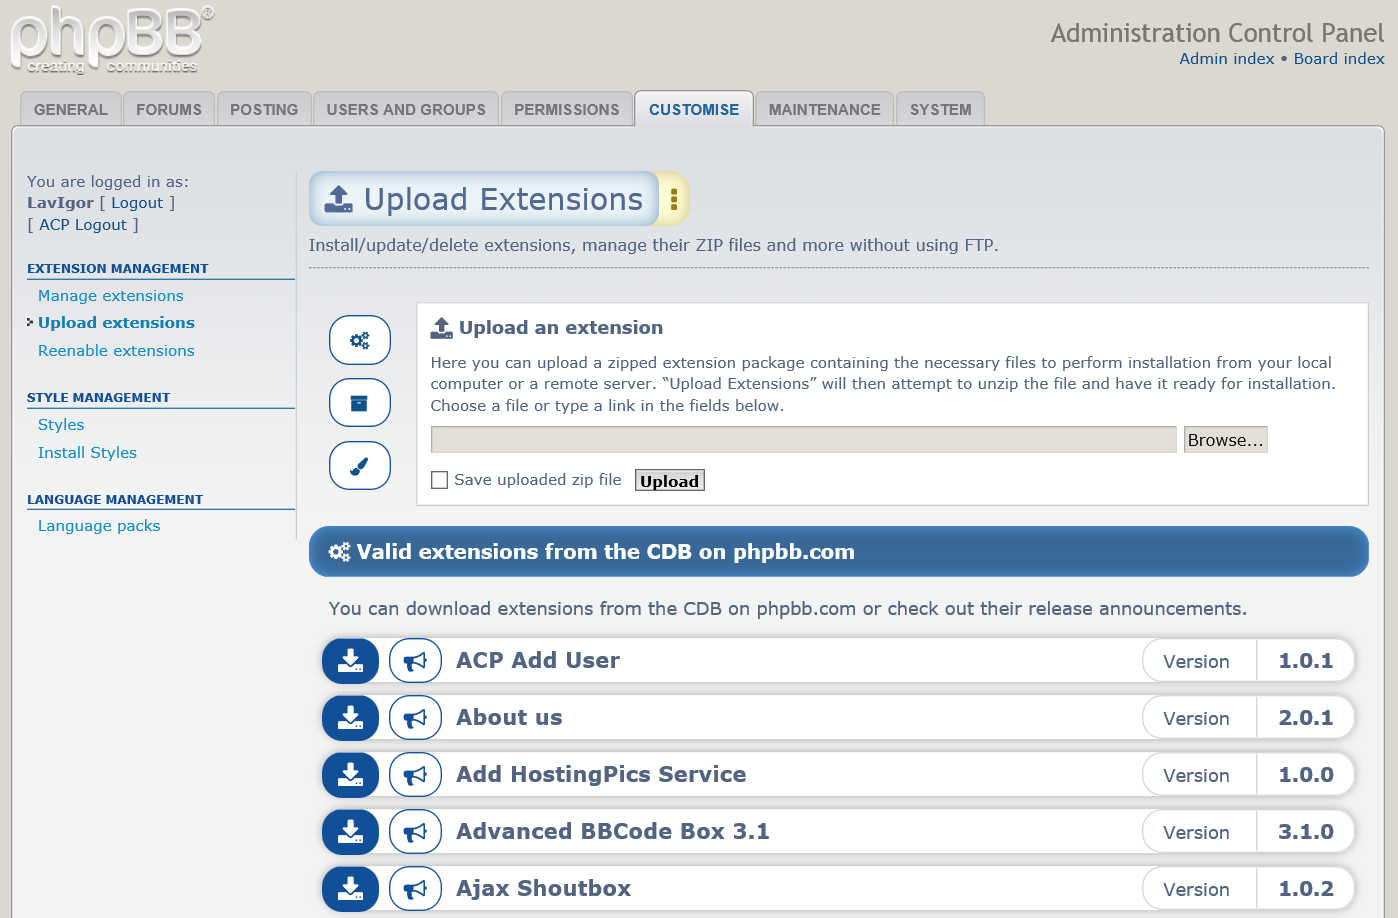 phpBB®
creating communities
Administration Control Panel
Admin index • Board index
GENERAL
FORUMS
POSTING
USERS AND GROUPS
PERMISSIONS
CUSTOMISE
MAINTENANCE
SYSTEM
You are logged in as:
LavIgor [ Logout ]
[ ACP Logout ]
EXTENSION MANAGEMENT
Manage extensions
Upload extensions
Reenable extensions
STYLE MANAGEMENT
Styles
Install Styles
LANGUAGE MANAGEMENT
Language packs
Upload Extensions
Install/update/delete extensions, manage their ZIP files and more without using FTP.
Upload an extension
Here you can upload a zipped extension package containing the necessary files to perform installation from your local
computer or a remote server. “Upload Extensions” will then attempt to unzip the file and have it ready for installation.
Choose a file or type a link in the fields below.
Browse...
Save uploaded zip file
Upload
Valid extensions from the CDB on phpbb.com
You can download extensions from the CDB on phpbb.com or check out their release announcements.
ACP Add User Version 1.0.1
About us Version 2.0.1
Add HostingPics Service Version 1.0.0
Advanced BBCode Box 3.1 Version 3.1.0
Ajax Shoutbox Version 1.0.2